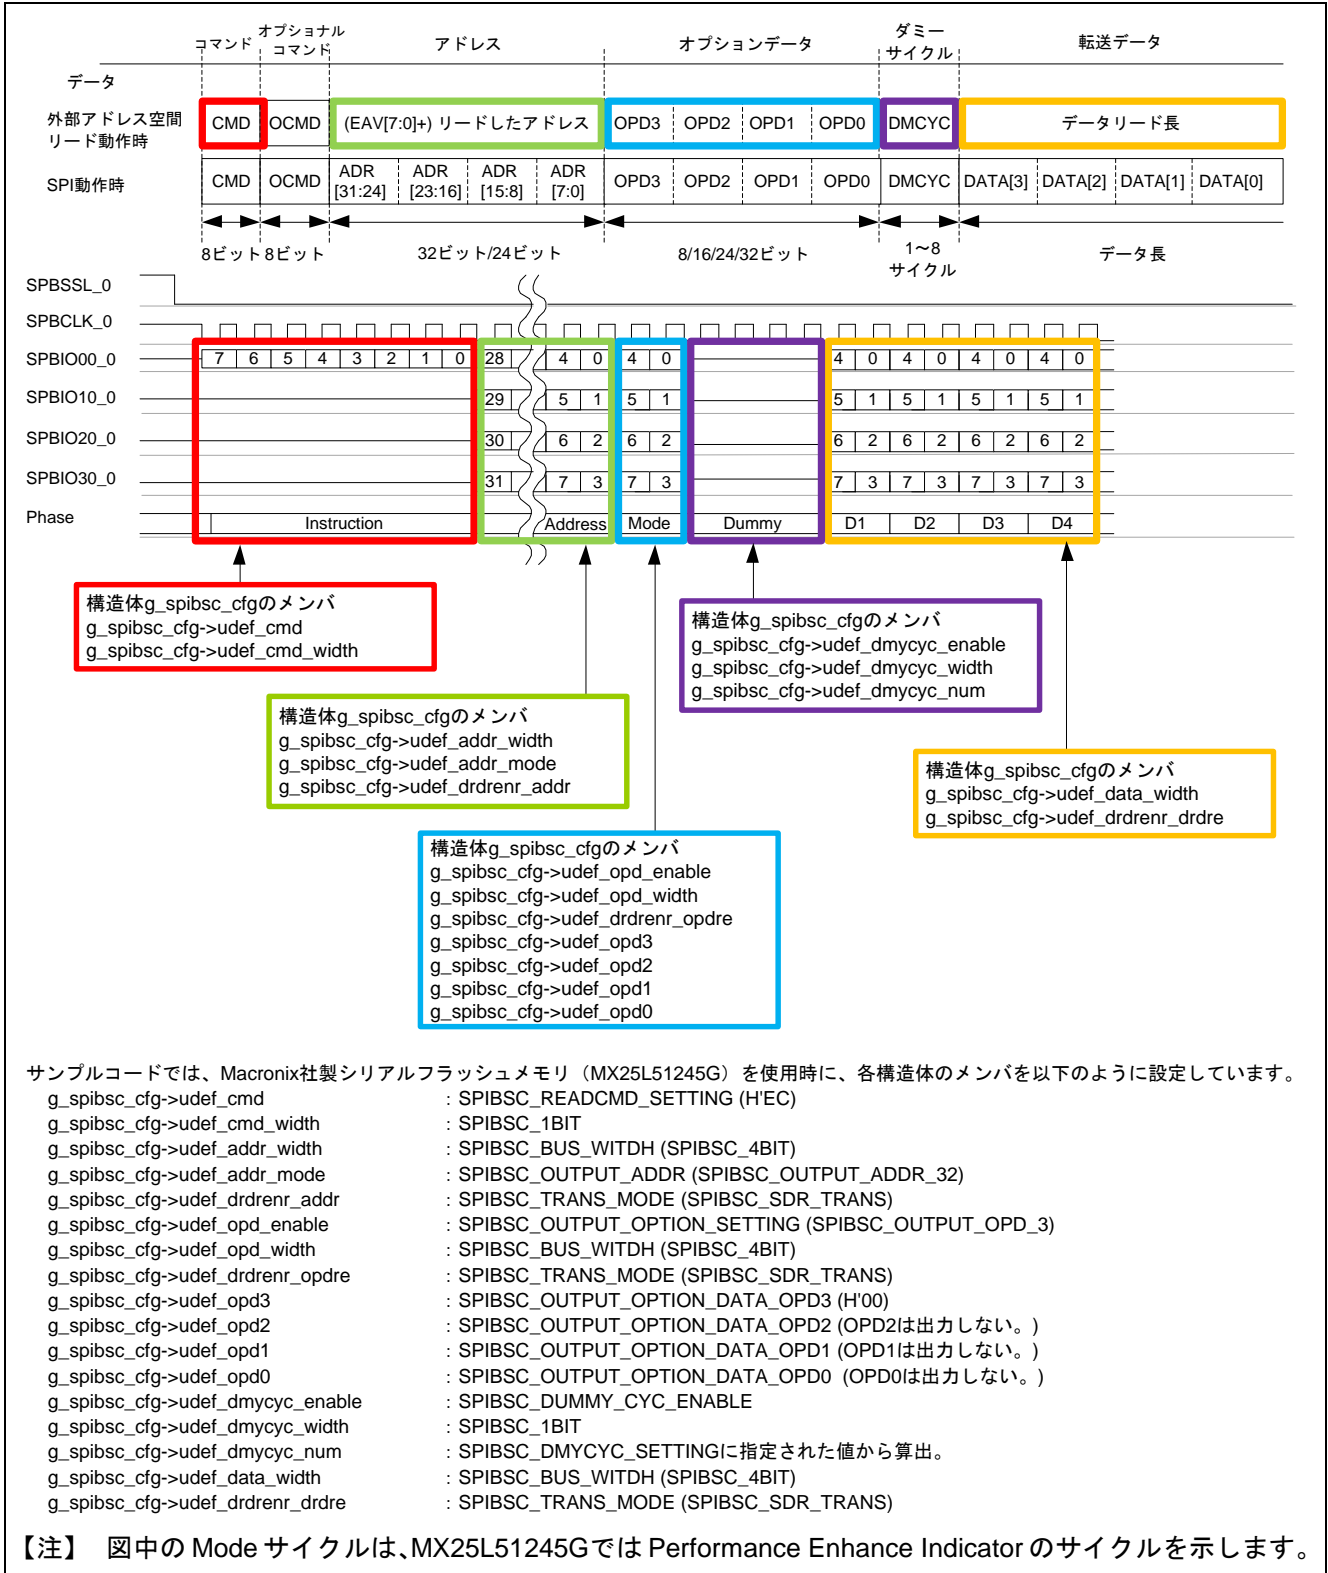 コマンド オプショナルコマンド アドレス オプションデータ ダミーサイクル 転送データ
データ
外部アドレス空間リード動作時 CMD OCMD (EAV[7:0]+) リードしたアドレス OPD3 OPD2 OPD1 OPD0 DMCYC データリード長
SPI動作時 CMD OCMD ADR[31:24] ADR[23:16] ADR[15:8] ADR[7:0] OPD3 OPD2 OPD1 OPD0 DMCYC DATA[3] DATA[2] DATA[1] DATA[0]
8ビット 8ビット 32ビット/24ビット 8/16/24/32ビット 1～8サイクル データ長
SPBSSL_0
SPBCLK_0
SPBIO00_0 7 6 5 4 3 2 1 0 28 4 0 4 0 4 0 4 0 4 0 4 0
SPBIO10_0 29 5 1 5 1 5 1 5 1 5 1 5 1
SPBIO20_0 30 6 2 6 2 6 2 6 2 6 2 6 2
SPBIO30_0 31 7 3 7 3 7 3 7 3 7 3 7 3
Phase Instruction Address Mode Dummy D1 D2 D3 D4
構造体g_spibsc_cfgのメンバ
g_spibsc_cfg->udef_cmd
g_spibsc_cfg->udef_cmd_width
構造体g_spibsc_cfgのメンバ
g_spibsc_cfg->udef_dmycyc_enable
g_spibsc_cfg->udef_dmycyc_width
g_spibsc_cfg->udef_dmycyc_num
構造体g_spibsc_cfgのメンバ
g_spibsc_cfg->udef_addr_width
g_spibsc_cfg->udef_addr_mode
g_spibsc_cfg->udef_drdrenr_addr
構造体g_spibsc_cfgのメンバ
g_spibsc_cfg->udef_data_width
g_spibsc_cfg->udef_drdrenr_drdre
構造体g_spibsc_cfgのメンバ
g_spibsc_cfg->udef_opd_enable
g_spibsc_cfg->udef_opd_width
g_spibsc_cfg->udef_drdrenr_opdre
g_spibsc_cfg->udef_opd3
g_spibsc_cfg->udef_opd2
g_spibsc_cfg->udef_opd1
g_spibsc_cfg->udef_opd0
サンプルコードでは、Macronix社製シリアルフラッシュメモリ（MX25L51245G）を使用時に、各構造体のメンバを以下のように設定しています。
g_spibsc_cfg->udef_cmd : SPIBSC_READCMD_SETTING (H'EC)
g_spibsc_cfg->udef_cmd_width : SPIBSC_1BIT
g_spibsc_cfg->udef_addr_width : SPIBSC_BUS_WITDH (SPIBSC_4BIT)
g_spibsc_cfg->udef_addr_mode : SPIBSC_OUTPUT_ADDR (SPIBSC_OUTPUT_ADDR_32)
g_spibsc_cfg->udef_drdrenr_addr : SPIBSC_TRANS_MODE (SPIBSC_SDR_TRANS)
g_spibsc_cfg->udef_opd_enable : SPIBSC_OUTPUT_OPTION_SETTING (SPIBSC_OUTPUT_OPD_3)
g_spibsc_cfg->udef_opd_width : SPIBSC_BUS_WITDH (SPIBSC_4BIT)
g_spibsc_cfg->udef_drdrenr_opdre : SPIBSC_TRANS_MODE (SPIBSC_SDR_TRANS)
g_spibsc_cfg->udef_opd3 : SPIBSC_OUTPUT_OPTION_DATA_OPD3 (H'00)
g_spibsc_cfg->udef_opd2 : SPIBSC_OUTPUT_OPTION_DATA_OPD2 (OPD2は出力しない。)
g_spibsc_cfg->udef_opd1 : SPIBSC_OUTPUT_OPTION_DATA_OPD1 (OPD1は出力しない。)
g_spibsc_cfg->udef_opd0 : SPIBSC_OUTPUT_OPTION_DATA_OPD0 (OPD0は出力しない。)
g_spibsc_cfg->udef_dmycyc_enable : SPIBSC_DUMMY_CYC_ENABLE
g_spibsc_cfg->udef_dmycyc_width : SPIBSC_1BIT
g_spibsc_cfg->udef_dmycyc_num : SPIBSC_DMYCYC_SETTINGに指定された値から算出。
g_spibsc_cfg->udef_data_width : SPIBSC_BUS_WITDH (SPIBSC_4BIT)
g_spibsc_cfg->udef_drdrenr_drdre : SPIBSC_TRANS_MODE (SPIBSC_SDR_TRANS)
【注】 図中の Mode サイクルは、MX25L51245Gでは Performance Enhance Indicator のサイクルを示します。